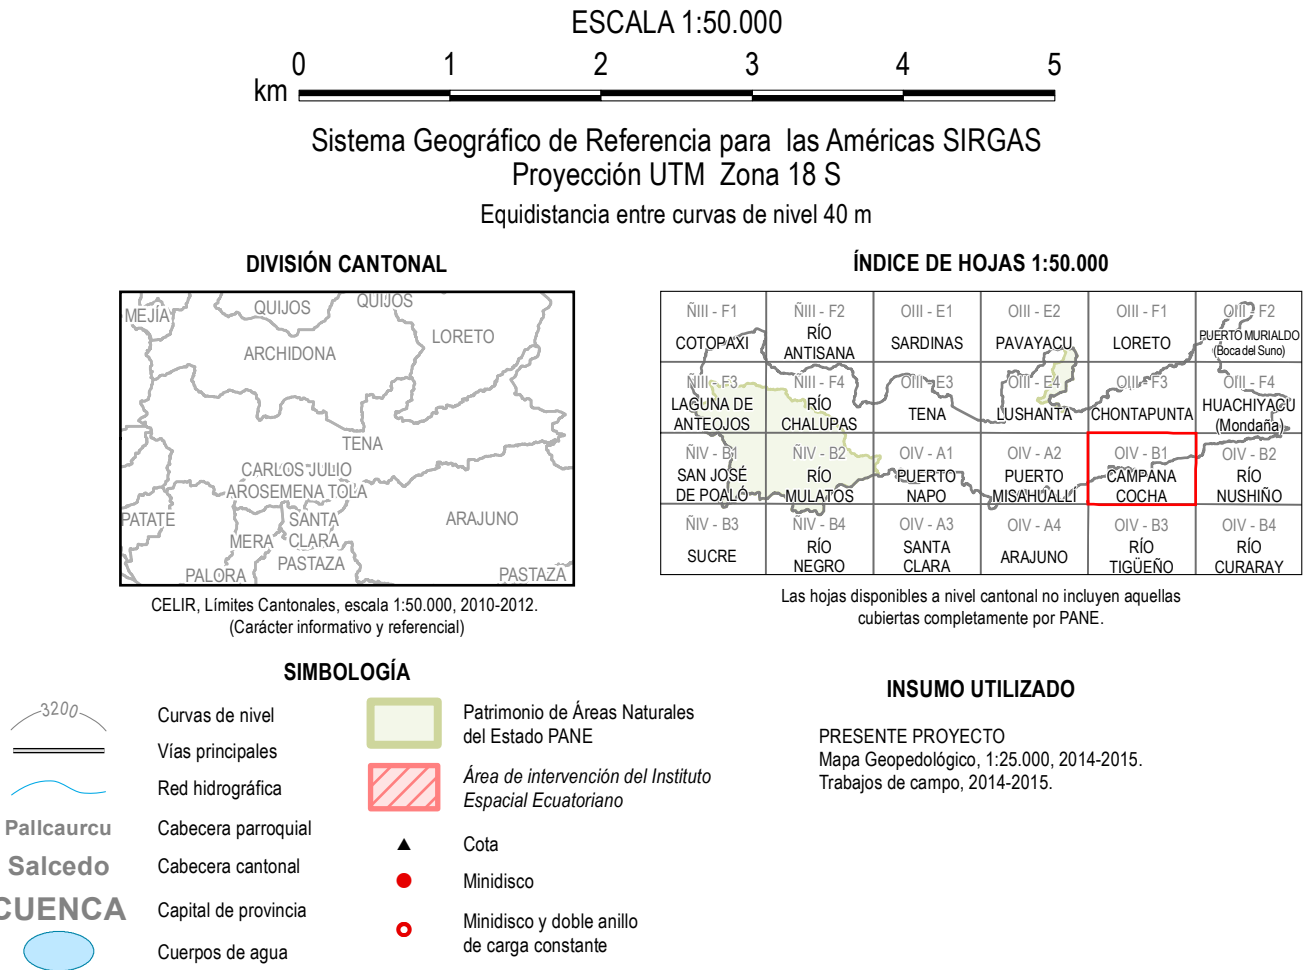 ESCALA 1:50.000
0 1 2 3 4 5
km
Sistema Geográfico de Referencia para las Américas SIRGAS
Proyección UTM Zona 18 S
Equidistancia entre curvas de nivel 40 m
DIVISIÓN CANTONAL
MEJÍA
QUIJOS
QUIJOS
LORETO
ARCHIDONA
TENA
CARLOS JULIO
AROSEMENA TOLA
PATATE
SANTA
CLARA
ARAJUNO
MERA
PASTAZA
PALORA
PASTAZA
CELIR, Límites Cantonales, escala 1:50.000, 2010-2012.
(Carácter informativo y referencial)
ÍNDICE DE HOJAS 1:50.000
ÑIII - F1
COTOPAXI
ÑIII - F2
RÍO
ANTISANA
OIII - E1
SARDINAS
OIII - E2
PAVAYACU
OIII - F1
LORETO
OIII - F2
PUERTO MURIALDO
(Boca del Suno)
ÑIII - F3
LAGUNA DE
ANTEOJOS
ÑIII - F4
RÍO
CHALUPAS
OIII - E3
TENA
OIII - E4
LUSHANTA
OIII - F3
CHONTAPUNTA
OIII - F4
HUACHIYACU
(Mondaña)
ÑIV - B1
SAN JOSÉ
DE POALÓ
ÑIV - B2
RÍO
MULATOS
OIV - A1
PUERTO
NAPO
OIV - A2
PUERTO
MISAHUALLÍ
OIV - B1
CAMPANA
COCHA
OIV - B2
RÍO
NUSHIÑO
ÑIV - B3
SUCRE
ÑIV - B4
RÍO
NEGRO
OIV - A3
SANTA
CLARA
OIV - A4
ARAJUNO
OIV - B3
RÍO
TIGÜEÑO
OIV - B4
RÍO
CURARAY
Las hojas disponibles a nivel cantonal no incluyen aquellas
cubiertas completamente por PANE.
SIMBOLOGÍA
3200
Curvas de nivel
Vías principales
Red hidrográfica
Pallcaurcu
Cabecera parroquial
Salcedo
Cabecera cantonal
CUENCA
Capital de provincia
Cuerpos de agua
Patrimonio de Áreas Naturales
del Estado PANE
Área de intervención del Instituto
Espacial Ecuatoriano
Cota
Minidisco
Minidisco y doble anillo
de carga constante
INSUMO UTILIZADO
PRESENTE PROYECTO
Mapa Geopedológico, 1:25.000, 2014-2015.
Trabajos de campo, 2014-2015.